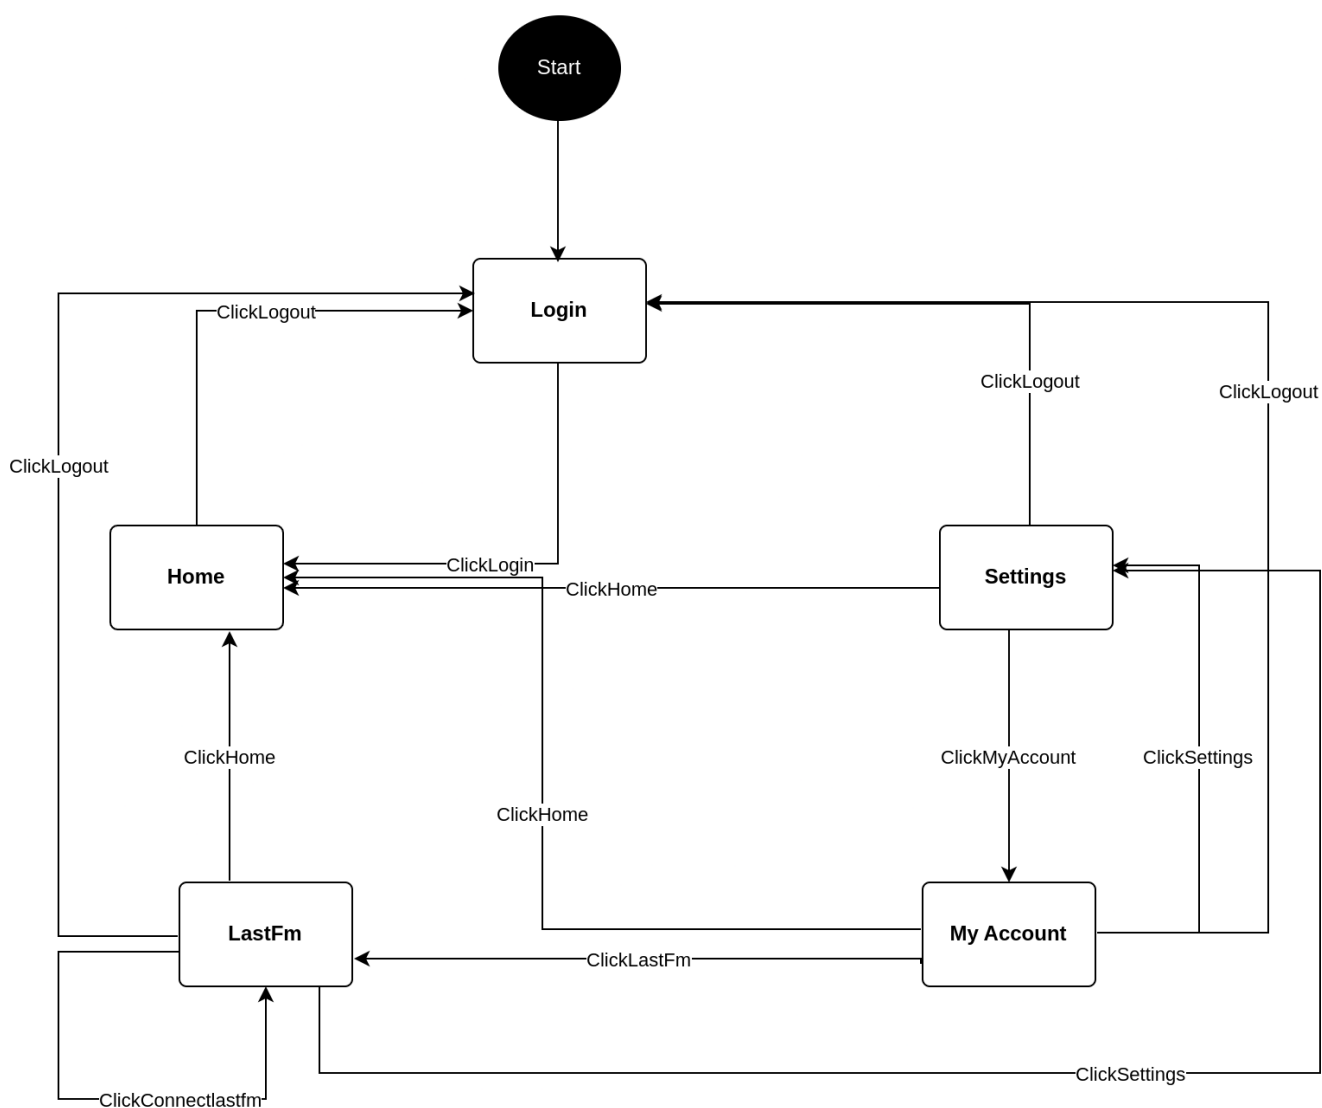 Start
Login
ClickLogout
ClickLogout
ClickLogout
ClickLogout
ClickLogin
Home
ClickHome
Settings
ClickHome
ClickMyAccount
ClickSettings
ClickHome
LastFm
My Account
ClickLastFm
ClickSettings
ClickConnectlastfm